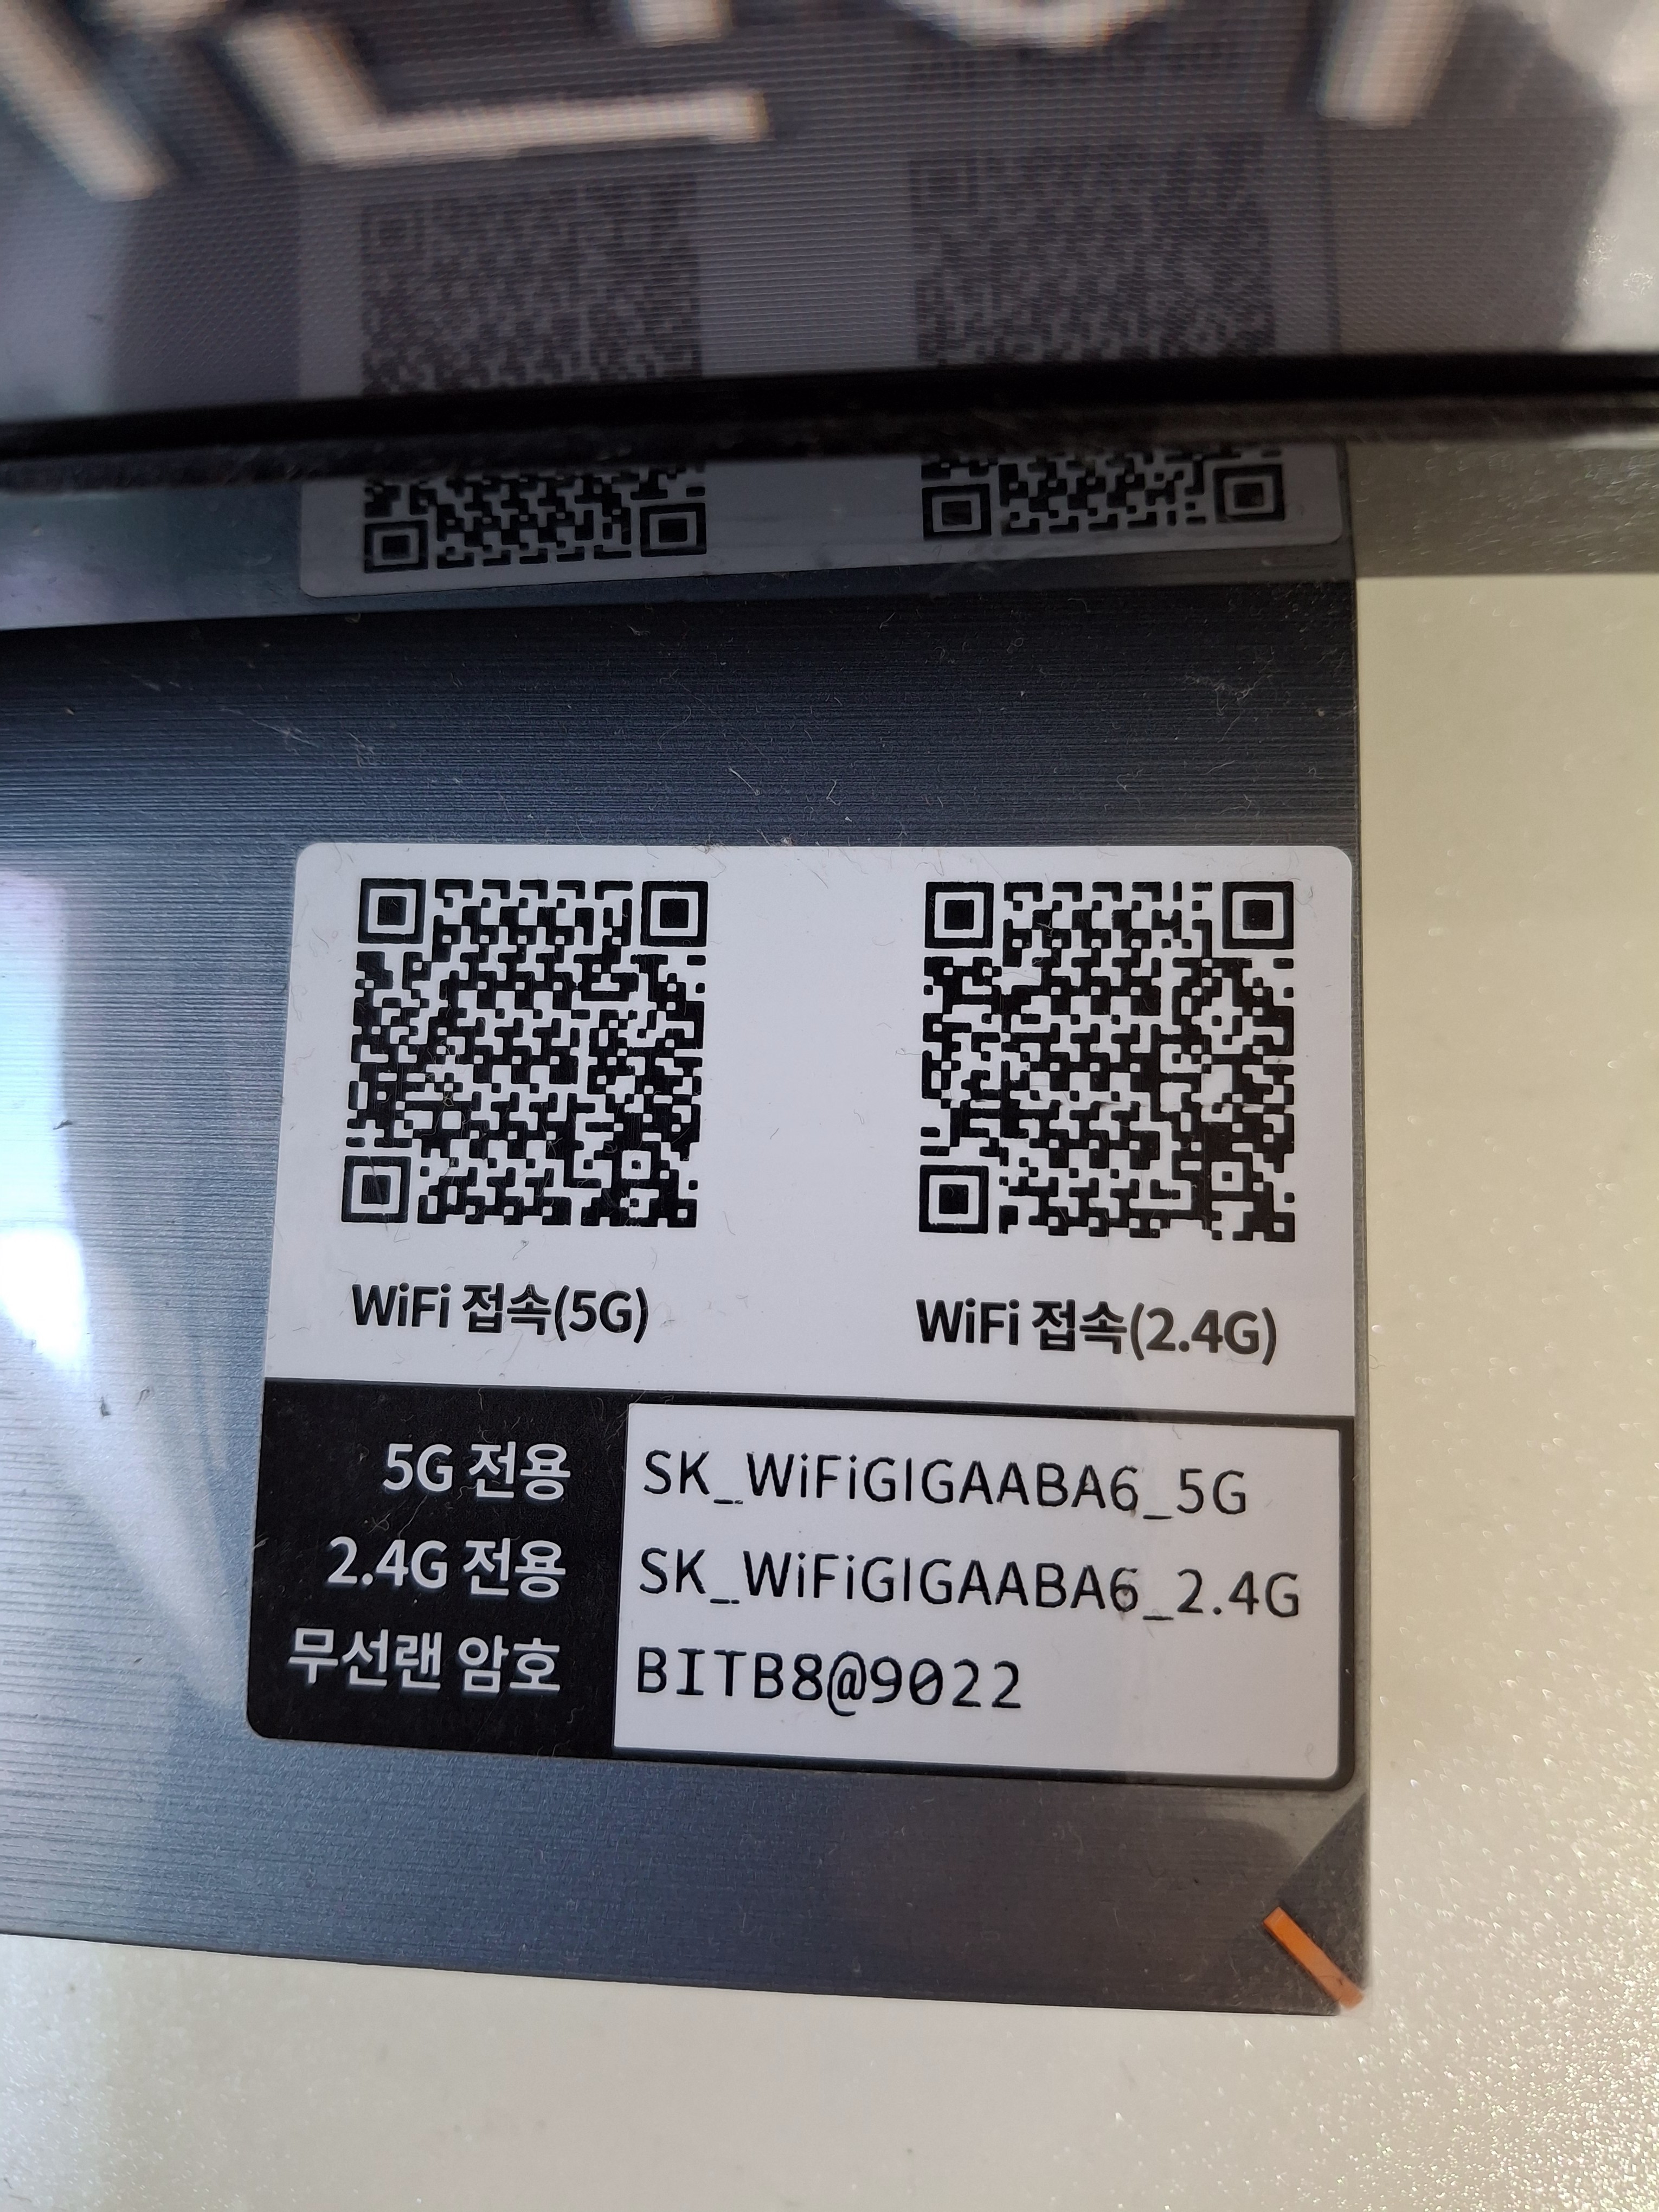 WiFi 접속(5G)
WiFi 접속(2.4G)
5G 전용 SK_WiFiGIGAABA6_5G
2.4G 전용 SK_WiFiGIGAABA6_2.4G
무선랜 암호 BITB8@9022